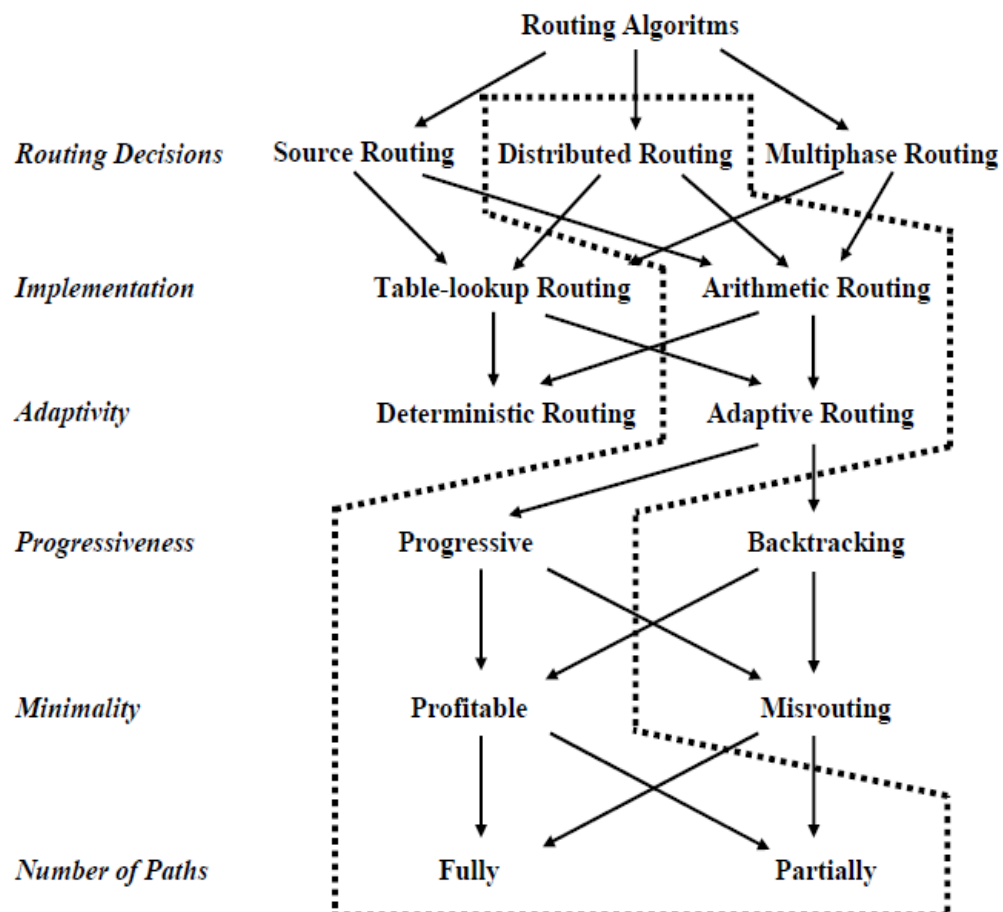 Routing Algoritms
Routing Decisions Source Routing Distributed Routing Multiphase Routing
Implementation Table-lookup Routing Arithmetic Routing
Adaptivity Deterministic Routing Adaptive Routing
Progressiveness Progressive Backtracking
Minimality Profitable Misrouting
Number of Paths Fully Partially